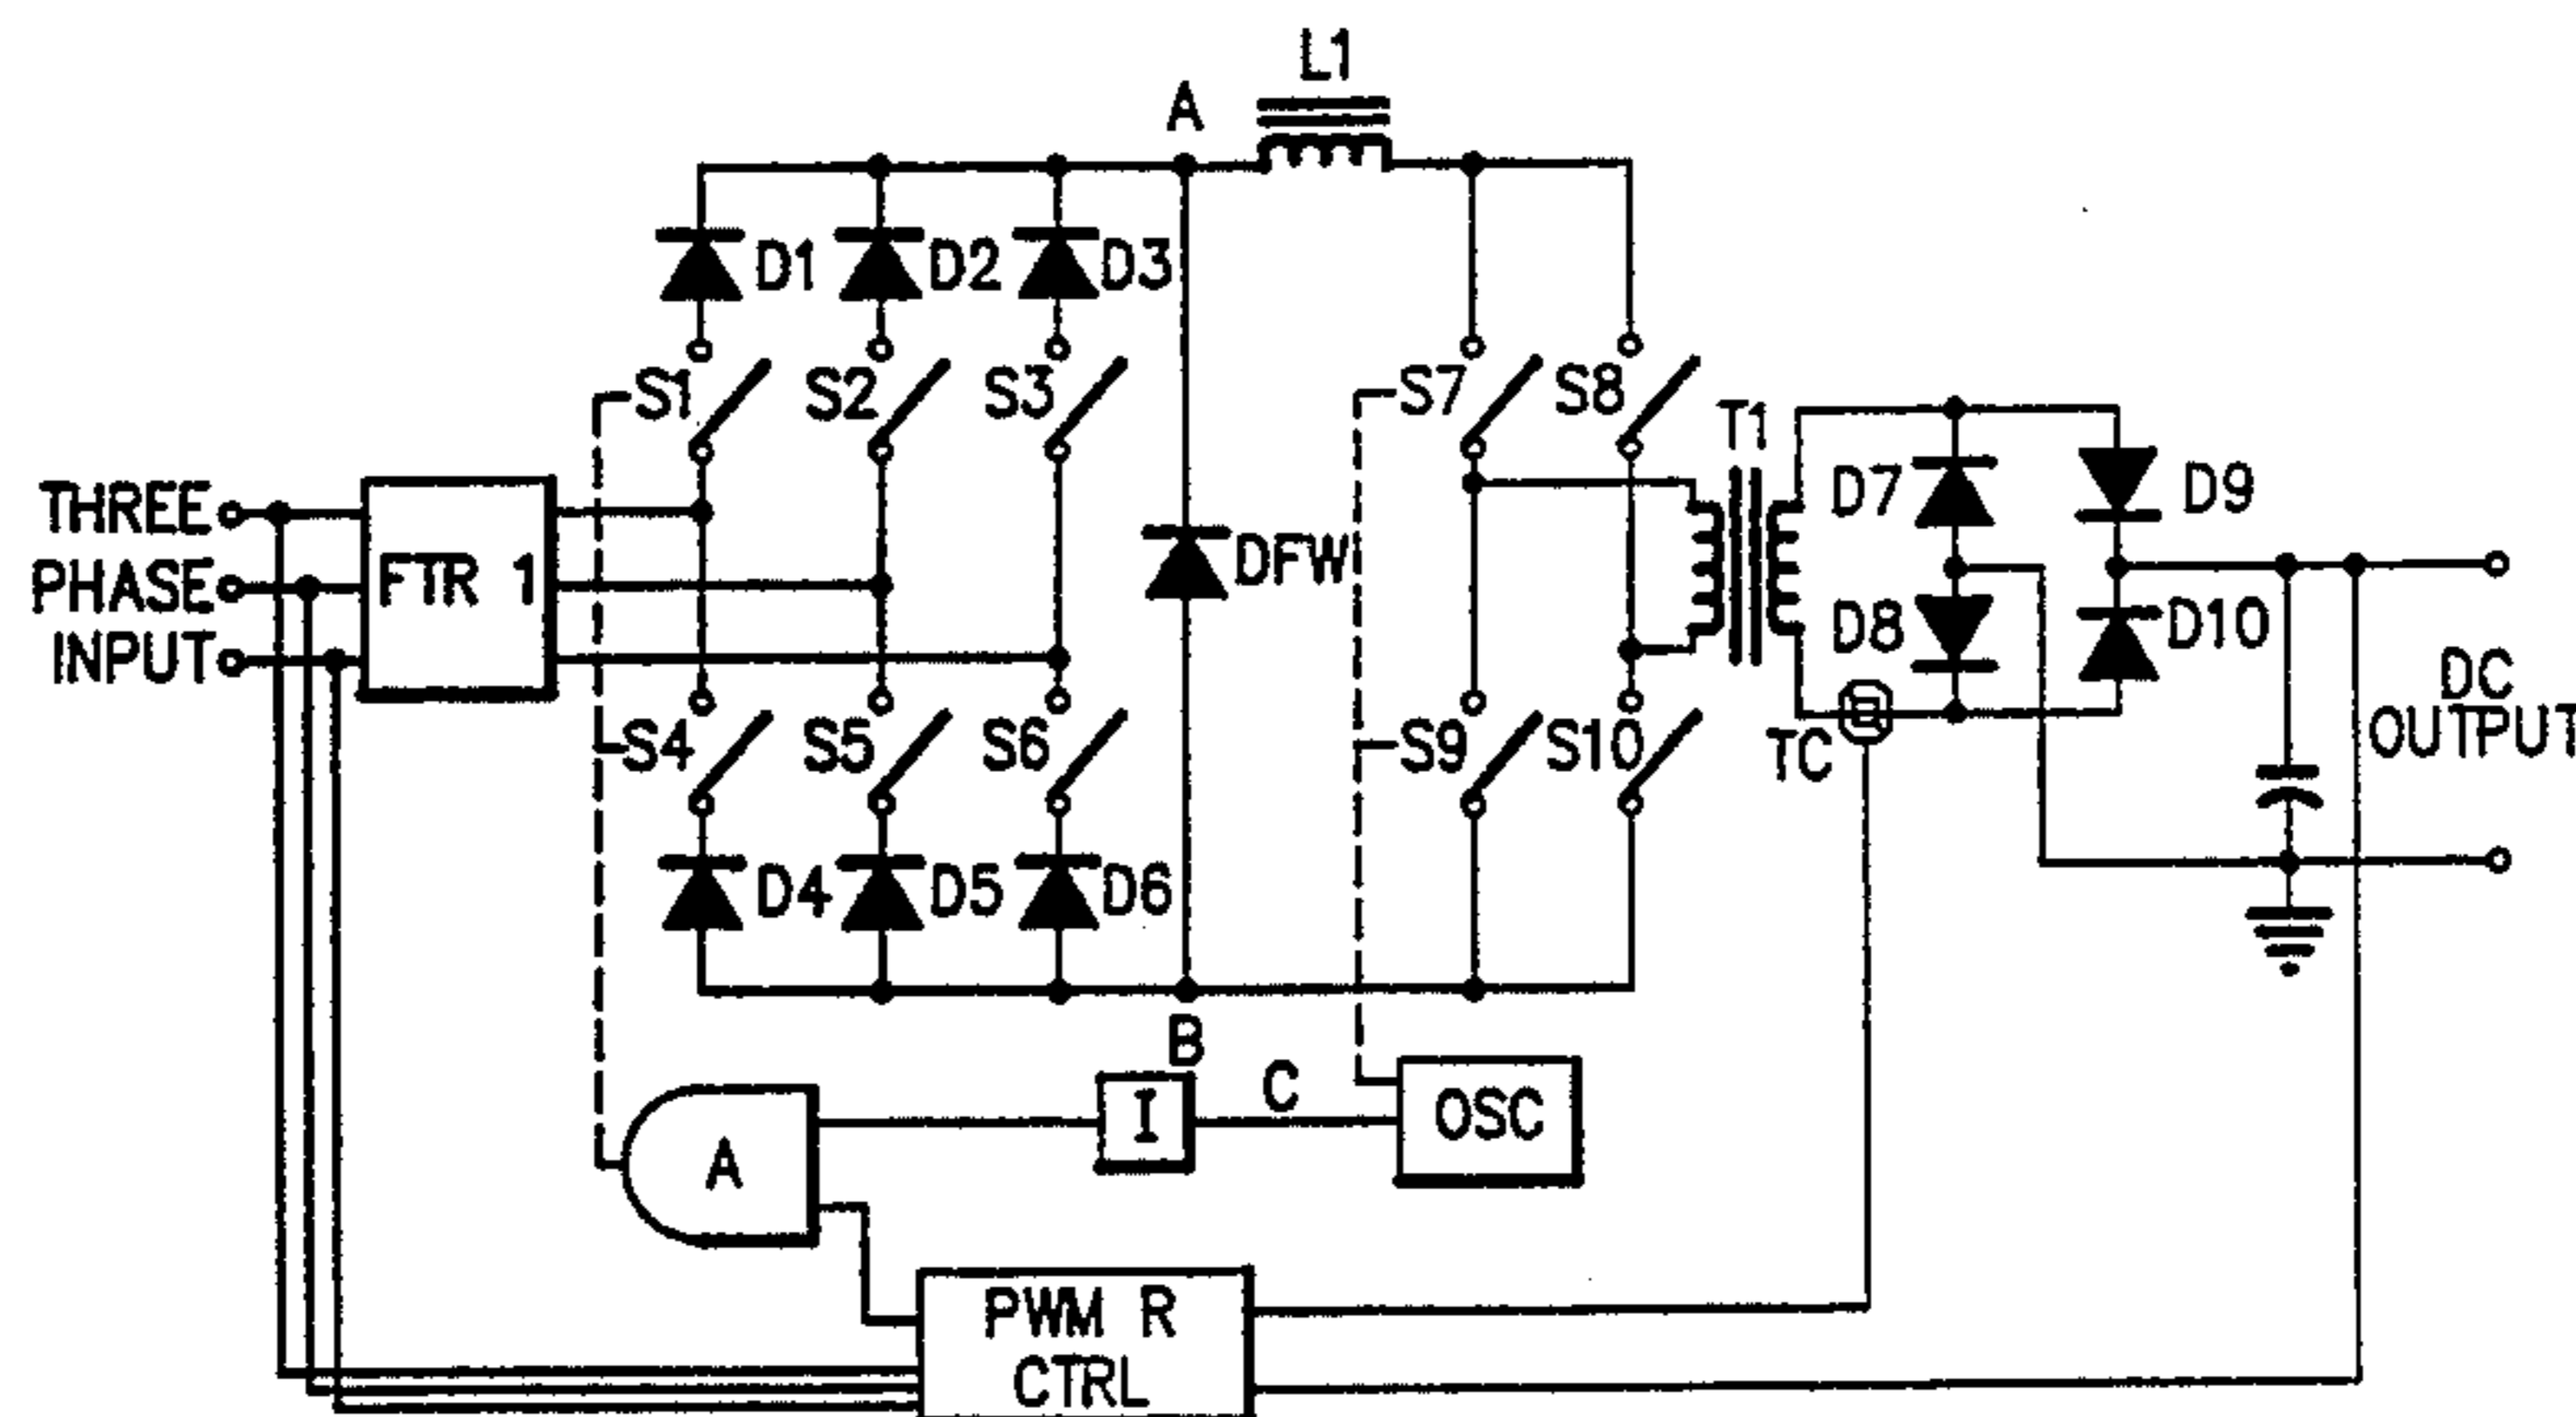 L1
A
D1 D2 D3
S1 S2 S3 S7 S8
T1
THREE
PHASE
INPUT
FTR 1
DFW
D7 D9
D8 D10
DC
OUTPUT
S4 S5 S6 S9 S10
TC
D4 D5 D6
B
C
A
I
OSC
PWM R
CTRL